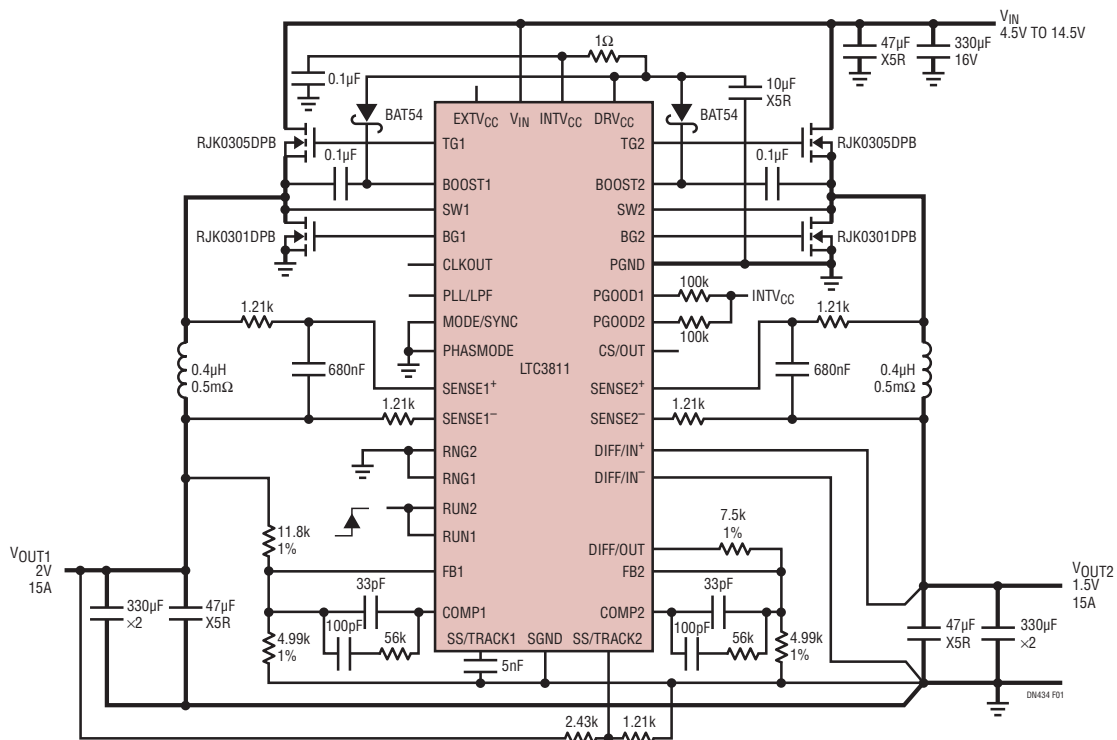 VIN
4.5V TO 14.5V
1Ω
47µF
X5R
330µF
16V
0.1µF
10µF
X5R
BAT54
BAT54
EXTVCC
VIN
INTVCC
DRVCC
RJK0305DPB
TG1
TG2
RJK0305DPB
0.1µF
0.1µF
BOOST1
BOOST2
SW1
SW2
RJK0301DPB
BG1
BG2
RJK0301DPB
CLKOUT
PGND
100k
PLL/LPF
PGOOD1
INTVCC
1.21k
1.21k
MODE/SYNC
PGOOD2
100k
PHASMODE
CS/OUT
LTC3811
0.4µH
0.5mΩ
680nF
680nF
0.4µH
0.5mΩ
SENSE1+
SENSE2+
1.21k
1.21k
SENSE1–
SENSE2–
RNG2
DIFF/IN+
RNG1
DIFF/IN–
RUN2
7.5k
1%
11.8k
1%
RUN1
DIFF/OUT
VOUT1
2V
15A
FB1
FB2
VOUT2
1.5V
15A
33pF
33pF
330µF
×2
47µF
X5R
COMP1
COMP2
47µF
X5R
330µF
×2
100pF
56k
100pF
56k
4.99k
1%
4.99k
1%
SS/TRACK1
SGND
SS/TRACK2
5nF
DN434 F01
2.43k
1.21k